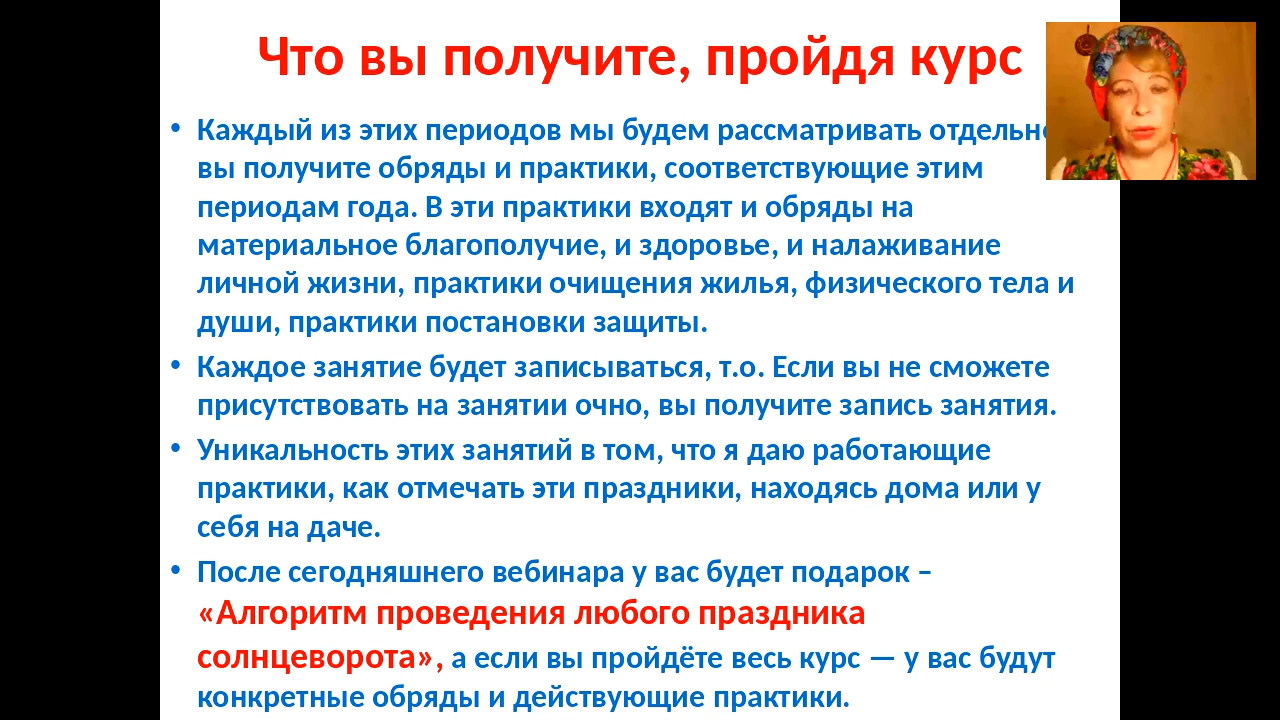 Что вы получите, пройдя курс
• Каждый из этих периодов мы будем рассматривать
вы получите обряды и практики, соответствующие этим
периодам года. В эти практики входят и обряды на
материальное благополучие, и здоровье, и налаживание
личной жизни, практики очищения жилья, физического тела и
души, практики постановки защиты.
• Каждое занятие будет записываться, т.о. Если вы не сможете
присутствовать на занятии очно, вы получите запись занятия.
• Уникальность этих занятий в том, что я даю работающие
практики, как отмечать эти праздники, находясь дома или у
себя на даче.
• После сегодняшнего вебинара у вас будет подарок –
«Алгоритм проведения любого праздника
солнцеворота», а если вы пройдёте весь курс — у вас будут
конкретные обряды и действующие практики.